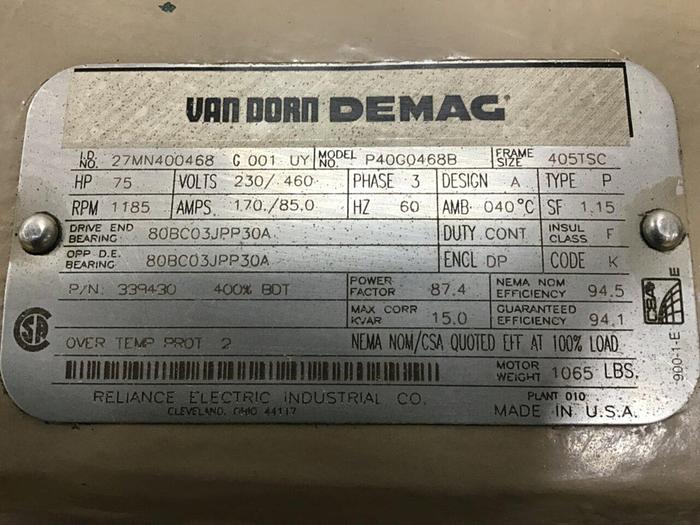 VAN DORN DEMAG
I.D. NO. 27MN400468 G 001 UY MODEL NO. P40G0468B FRAME SIZE 405TSC
HP 75 VOLTS 230/ 460 PHASE 3 DESIGN A TYPE P
RPM 1185 AMPS 170./85.0 HZ 60 AMB 040°C SF 1.15
DRIVE END BEARING 80BC03JPP30A DUTY CONT INSUL CLASS F
OPP D.E. BEARING 80BC03JPP30A ENCL DP CODE K
P/N: 339430 400% BDT POWER FACTOR 87.4 NEMA NOM EFFICIENCY 94.5
MAX CORR KVAR 15.0 GUARANTEED EFFICIENCY 94.1
OVER TEMP PROT 2 NEMA NOM/CSA QUOTED EFF AT 100% LOAD
MOTOR WEIGHT 1065 LBS.
RELIANCE ELECTRIC INDUSTRIAL CO. PLANT 010
CLEVELAND, OHIO 44117 MADE IN U.S.A.
900-1-E
E